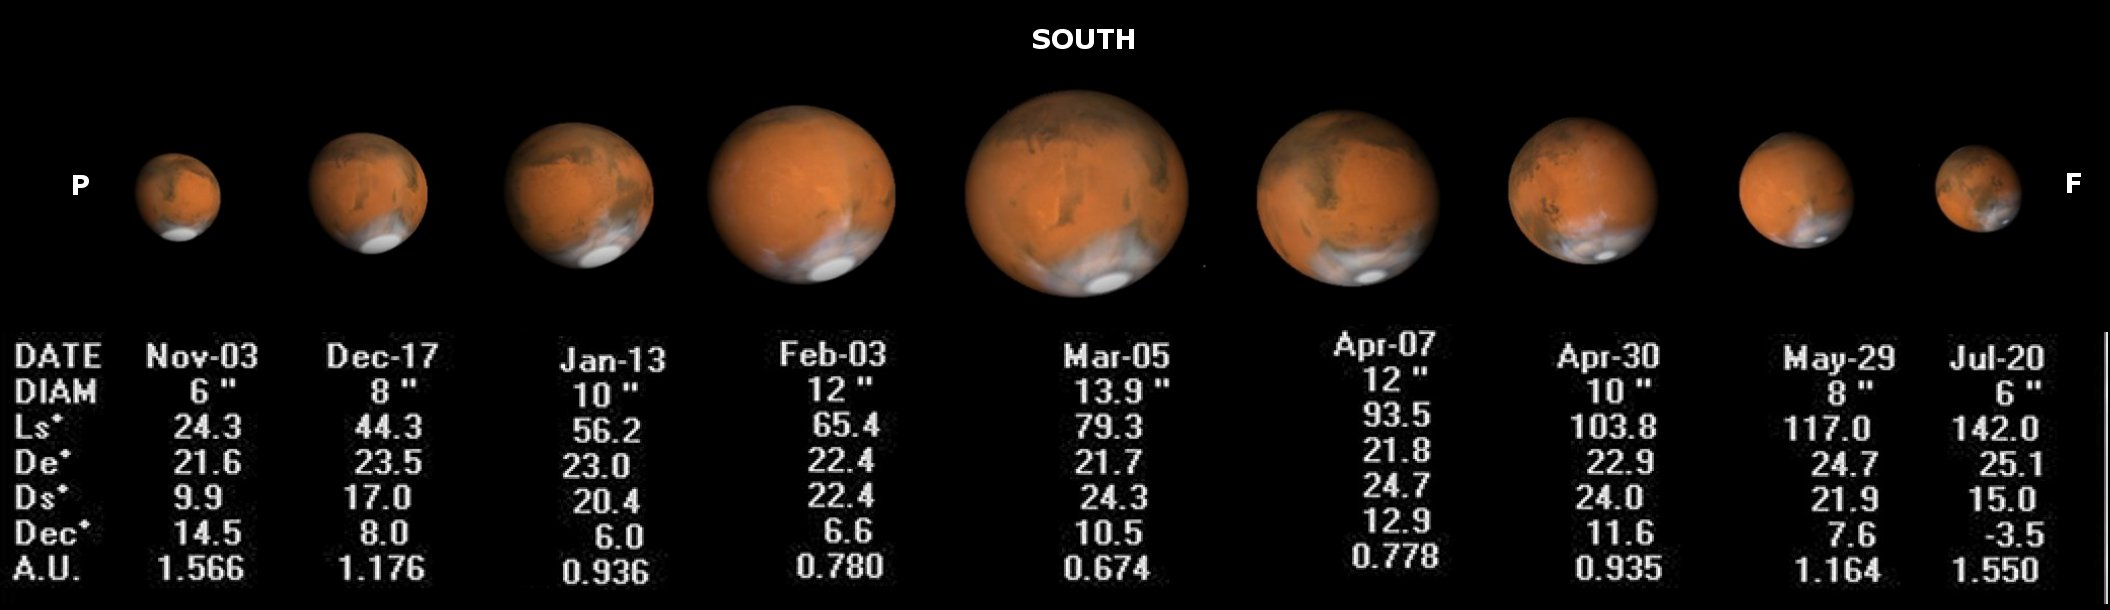 SOUTH
P F
DATE Nov-03 Dec-17 Jan-13 Feb-03 Mar-05 Apr-07 Apr-30 May-29 Jul-20
DIAM 6 " 8 " 10 " 12 " 13.9 " 12 " 10 " 8 " 6 "
Ls° 24.3 44.3 56.2 65.4 79.3 93.5 103.8 117.0 142.0
De° 21.6 23.5 23.0 22.4 21.7 21.8 22.9 24.7 25.1
Ds° 9.9 17.0 20.4 22.4 24.3 24.7 24.0 21.9 15.0
Dec° 14.5 8.0 6.0 6.6 10.5 12.9 11.6 7.6 -3.5
A.U. 1.566 1.176 0.936 0.780 0.674 0.778 0.935 1.164 1.550